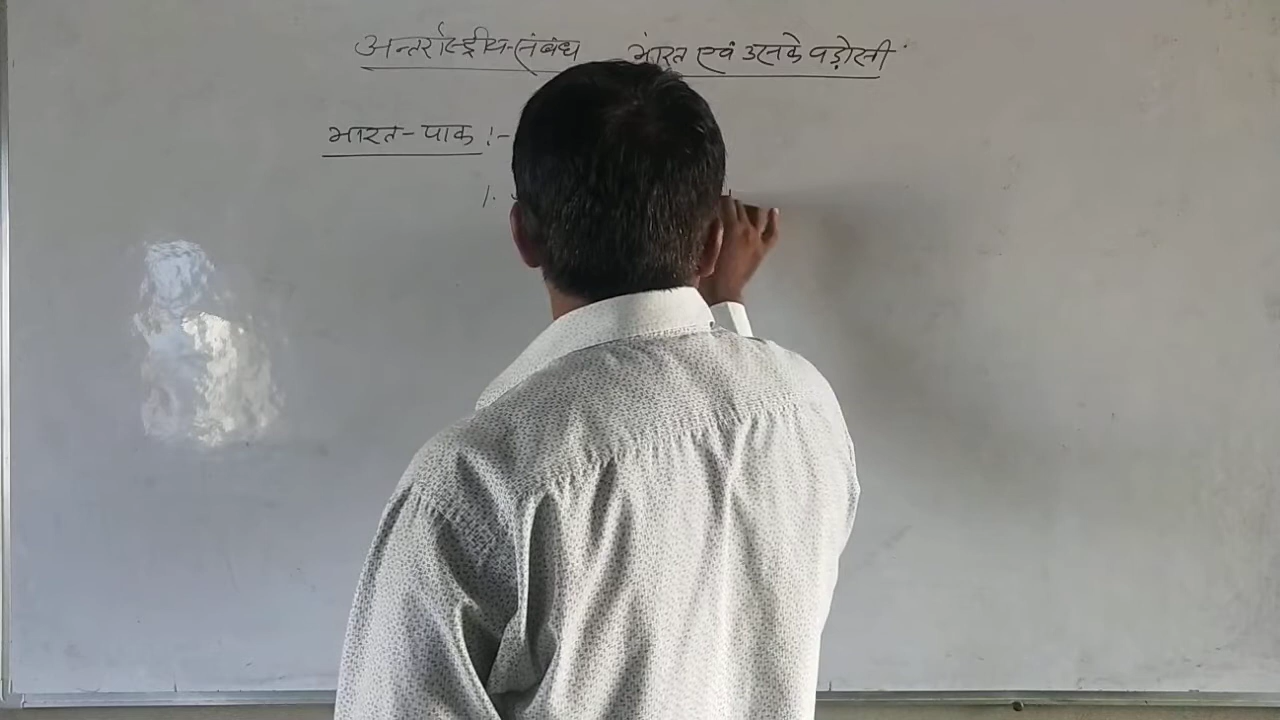 अन्तर्राष्ट्रीय-संबंध भारत एवं उसके पड़ोसी
भारत-पाक :-
1.